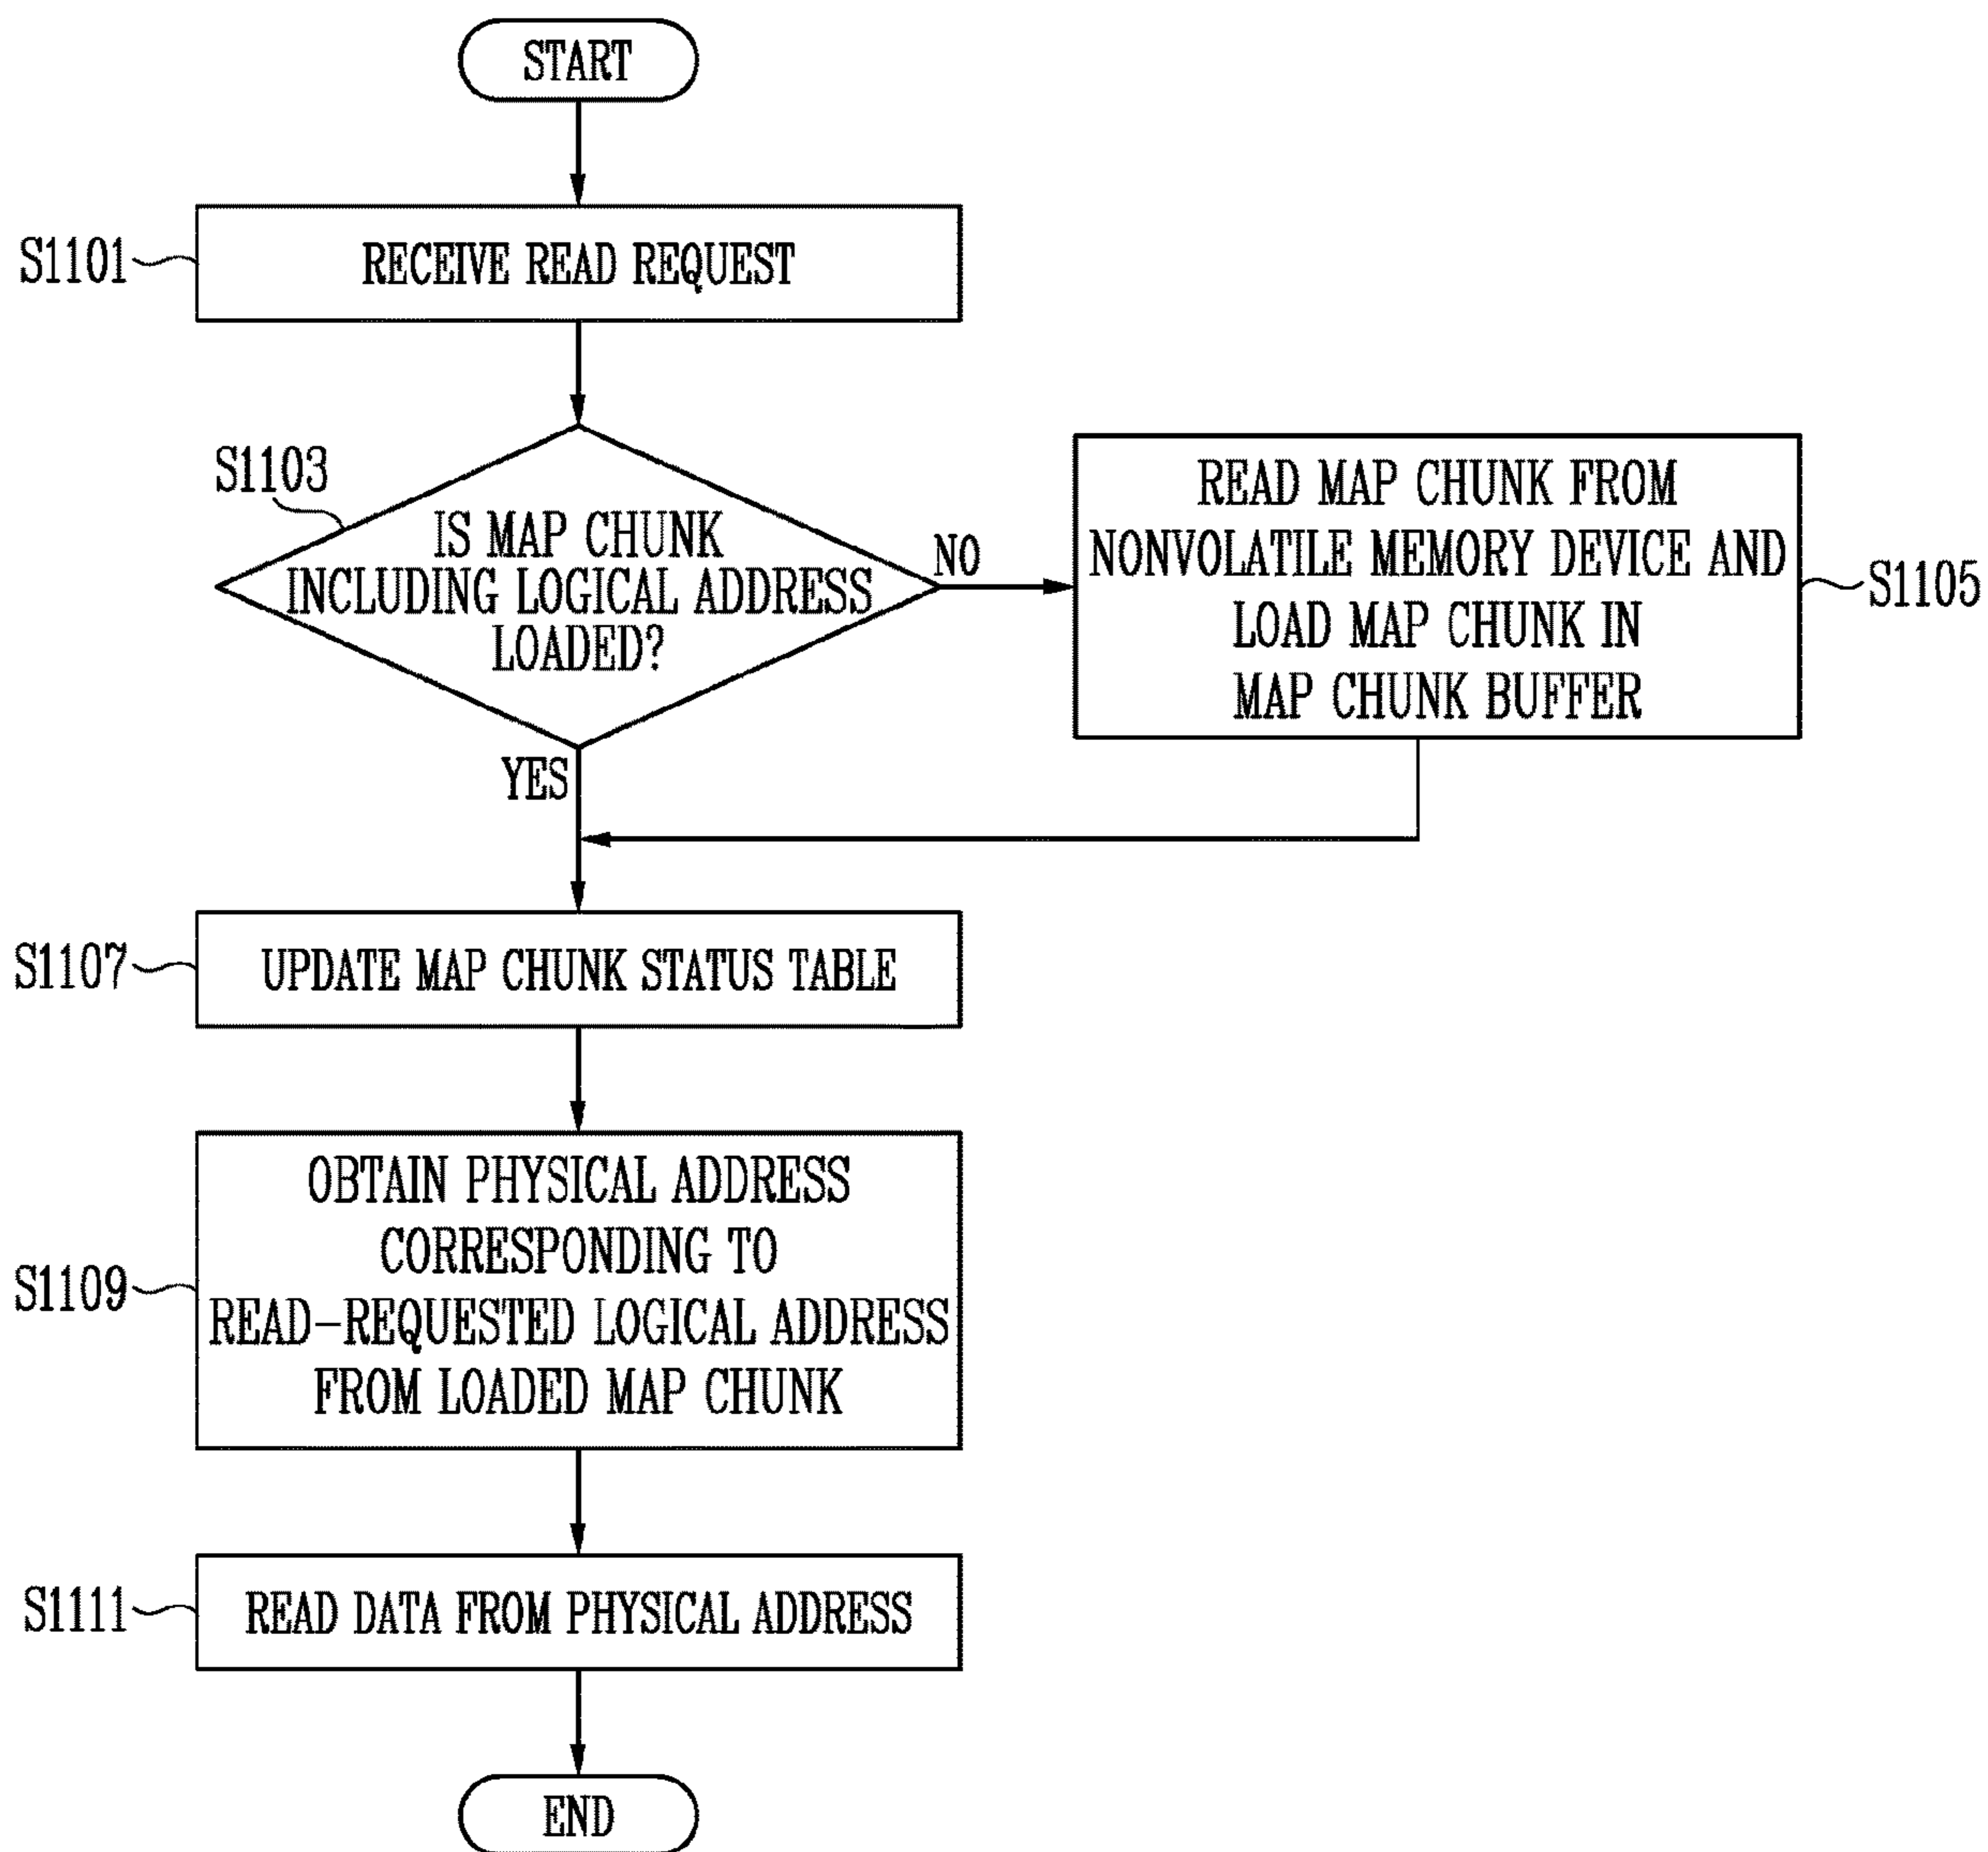 START
S1101
RECEIVE READ REQUEST
S1103
IS MAP CHUNK
INCLUDING LOGICAL ADDRESS
LOADED?
NO
YES
READ MAP CHUNK FROM
NONVOLATILE MEMORY DEVICE AND
LOAD MAP CHUNK IN
MAP CHUNK BUFFER
S1105
S1107
UPDATE MAP CHUNK STATUS TABLE
S1109
OBTAIN PHYSICAL ADDRESS
CORRESPONDING TO
READ-REQUESTED LOGICAL ADDRESS
FROM LOADED MAP CHUNK
S1111
READ DATA FROM PHYSICAL ADDRESS
END